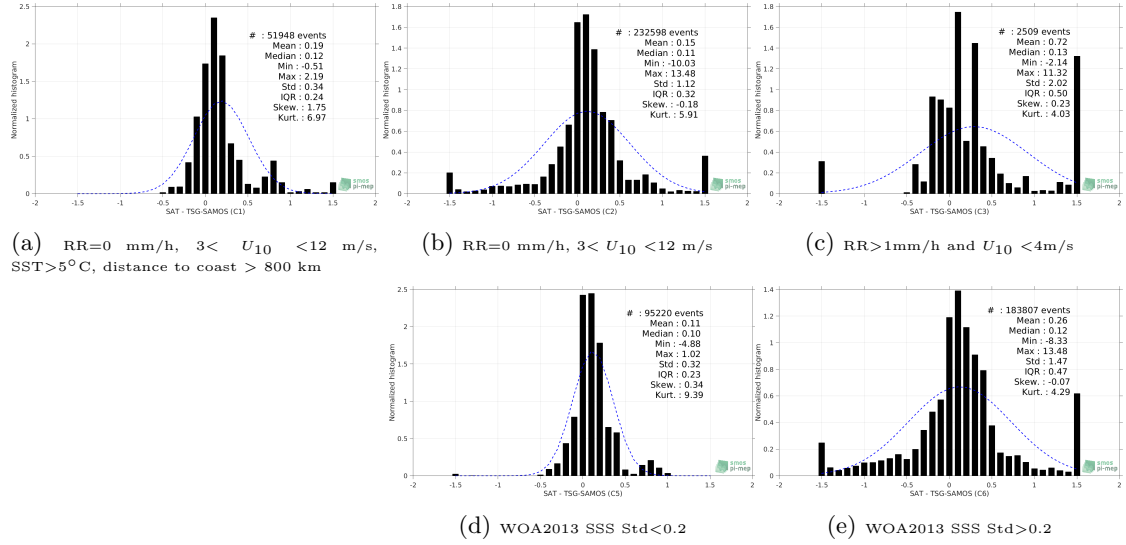 Normalized histogram
2.5
2
1.5
1
0.5
0
-2 -1.5 -1 -0.5 0 0.5 1 1.5 2
SAT - TSG-SAMOS (C1)
# : 51948 events
Mean : 0.19
Median : 0.12
Min : -0.51
Max : 2.19
Std : 0.34
IQR : 0.24
Skew. : 1.75
Kurt. : 6.97
smos
pi-mep
(a) RR=0 mm/h, 3< U10 <12 m/s,
SST>5°C, distance to coast > 800 km
Normalized histogram
1.8
1.6
1.4
1.2
1
0.8
0.6
0.4
0.2
0
-2 -1.5 -1 -0.5 0 0.5 1 1.5 2
SAT - TSG-SAMOS (C2)
# : 232598 events
Mean : 0.15
Median : 0.11
Min : -10.03
Max : 13.48
Std : 1.12
IQR : 0.32
Skew. : -0.18
Kurt. : 5.91
smos
pi-mep
(b) RR=0 mm/h, 3< U10 <12 m/s
Normalized histogram
1.8
1.6
1.4
1.2
1
0.8
0.6
0.4
0.2
0
-2 -1.5 -1 -0.5 0 0.5 1 1.5 2
SAT - TSG-SAMOS (C3)
# : 2509 events
Mean : 0.72
Median : 0.13
Min : -2.14
Max : 11.32
Std : 2.02
IQR : 0.50
Skew. : 0.23
Kurt. : 4.03
smos
pi-mep
(c) RR>1mm/h and U10 <4m/s
Normalized histogram
2.5
2
1.5
1
0.5
0
-2 -1.5 -1 -0.5 0 0.5 1 1.5 2
SAT - TSG-SAMOS (C5)
# : 95220 events
Mean : 0.11
Median : 0.10
Min : -4.88
Max : 1.02
Std : 0.32
IQR : 0.23
Skew. : 0.34
Kurt. : 9.39
smos
pi-mep
(d) WOA2013 SSS Std<0.2
Normalized histogram
1.4
1.2
1
0.8
0.6
0.4
0.2
0
-2 -1.5 -1 -0.5 0 0.5 1 1.5 2
SAT - TSG-SAMOS (C6)
# : 183807 events
Mean : 0.26
Median : 0.12
Min : -8.33
Max : 13.48
Std : 1.47
IQR : 0.47
Skew. : -0.07
Kurt. : 4.29
smos
pi-mep
(e) WOA2013 SSS Std>0.2